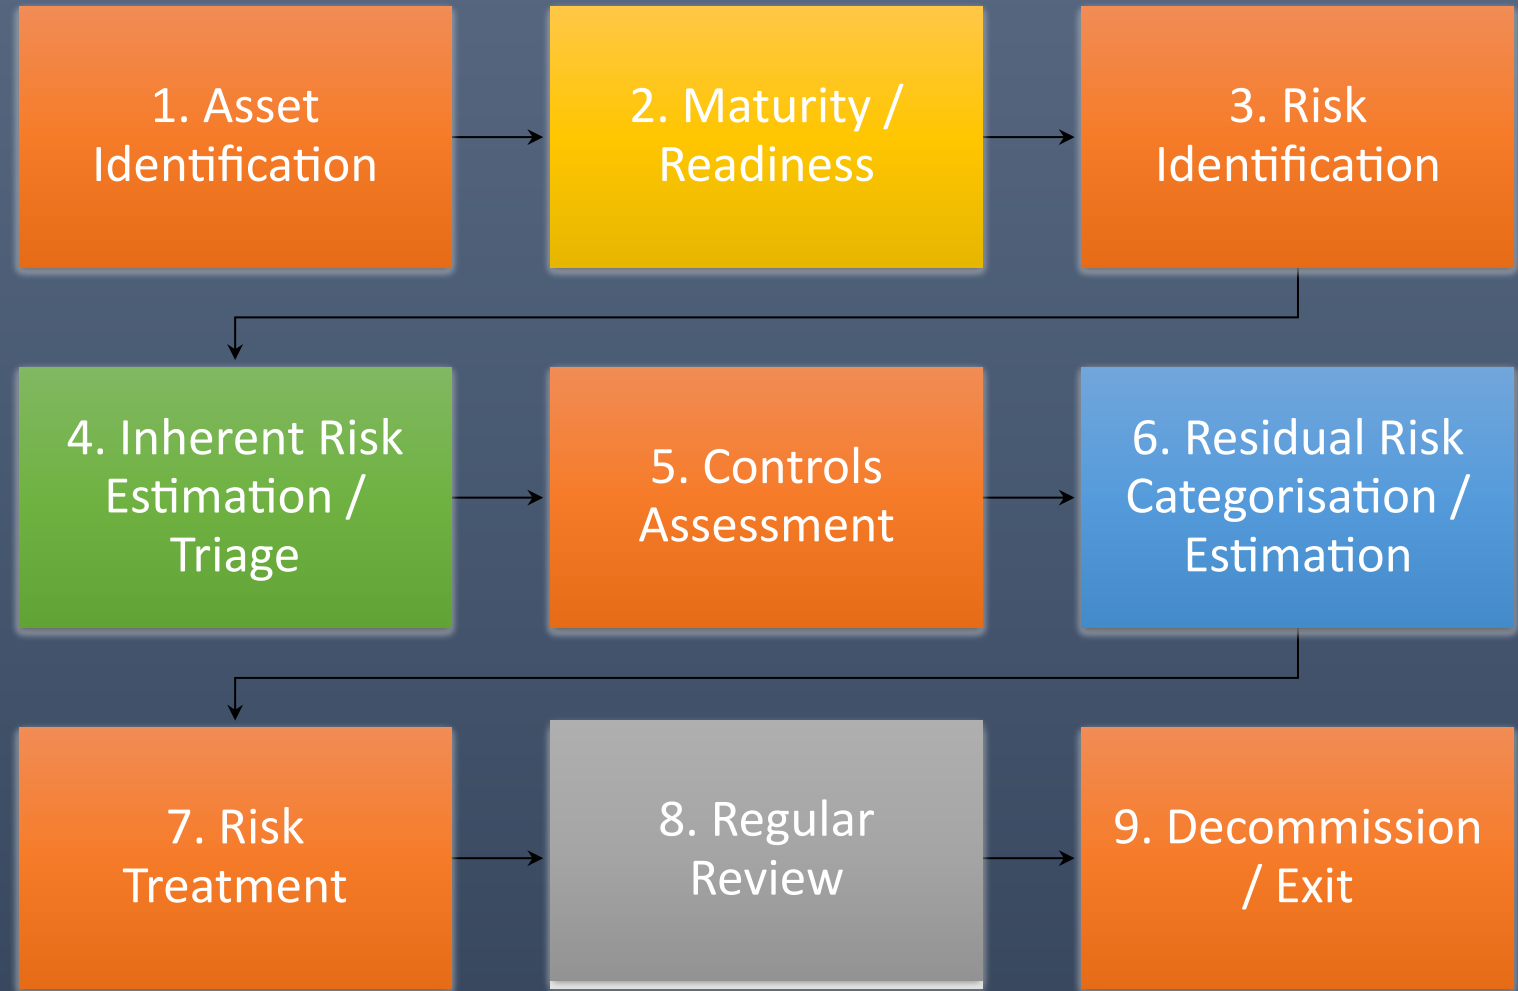 1. Asset
Identification
2. Maturity /
Readiness
3. Risk
Identification
4. Inherent Risk
Estimation /
Triage
5. Controls
Assessment
6. Residual Risk
Categorisation /
Estimation
7. Risk
Treatment
8. Regular
Review
9. Decommission
/ Exit